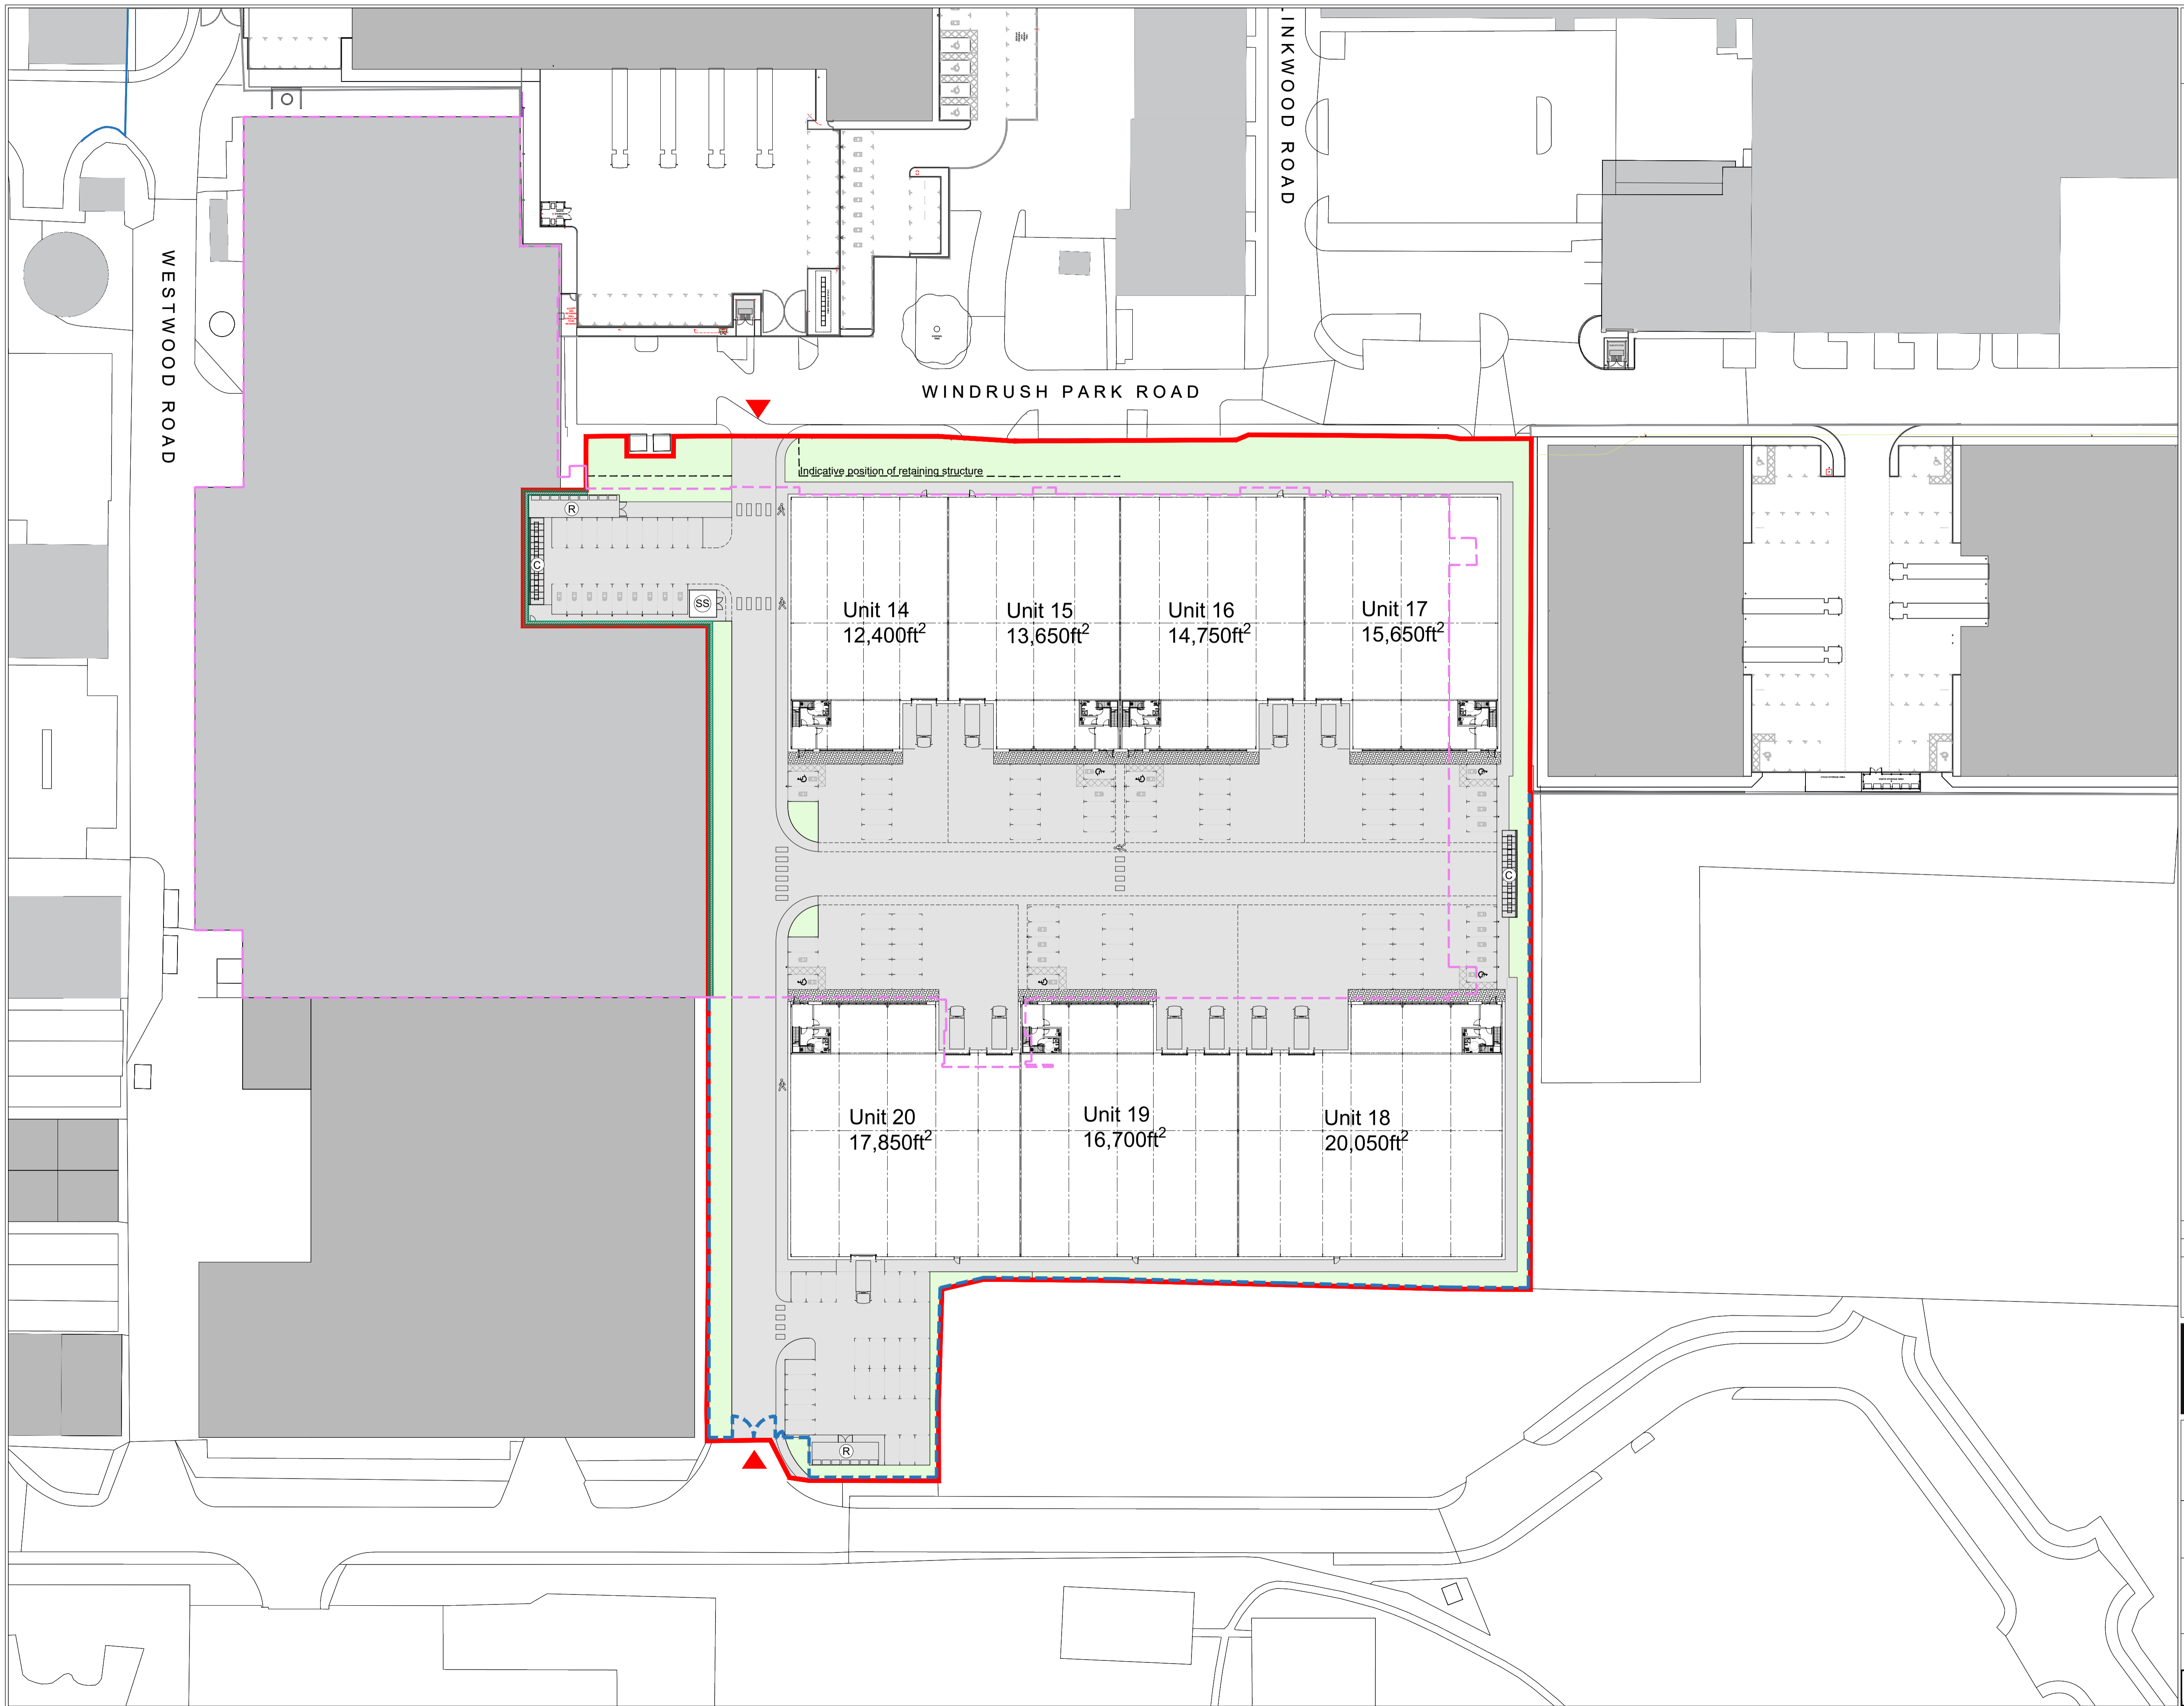 INKWOOD ROAD
WESTWOOD ROAD
WINDRUSH PARK ROAD
Indicative position of retaining structure
R
C
SS
Unit 14
12,400ft²
Unit 15
13,650ft²
Unit 16
14,750ft²
Unit 17
15,650ft²
C
Unit 20
17,850ft²
Unit 19
16,700ft²
Unit 18
20,050ft²
R